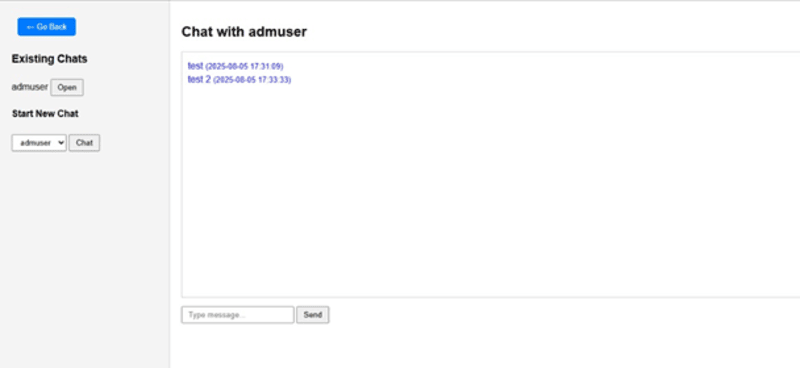 ← Go Back
Existing Chats
admuser Open
Start New Chat
admuser Chat
Chat with admuser
test (2025-08-05 17:31:09)
test 2 (2025-08-05 17:33:33)
Type message... Send